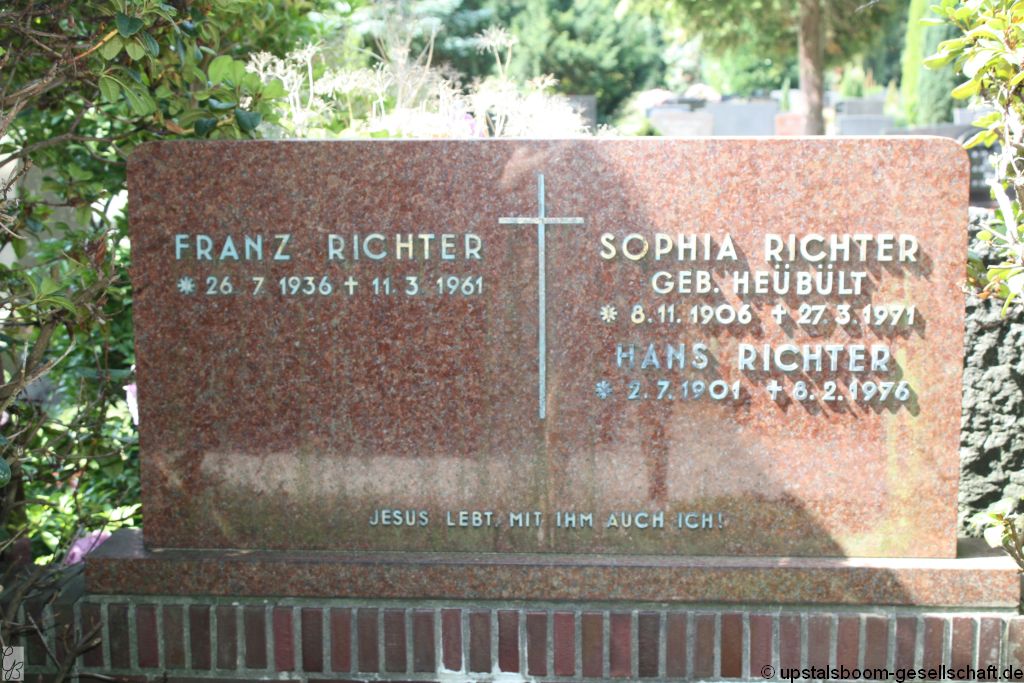 FRANZ RICHTER
* 26. 7. 1936 † 11. 3. 1961
SOPHIA RICHTER
GEB. HEÜBÜLT
* 8. 11. 1906 † 27. 3. 1971
HANS RICHTER
* 2. 7. 1901 † 8. 2. 1976
JESUS LEBT, MIT IHM AUCH ICH!
© upstalsboom-gesellschaft.de